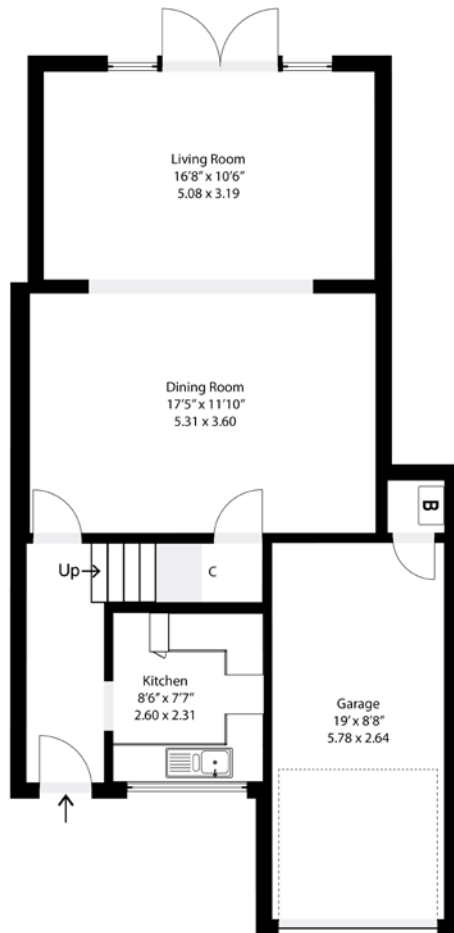 Living Room
16'8" x 10'6"
5.08 x 3.19
Dining Room
17'5" x 11'10"
5.31 x 3.60
B
Up
C
Kitchen
8'6" x 7'7"
2.60 x 2.31
Garage
19' x 8'8"
5.78 x 2.64